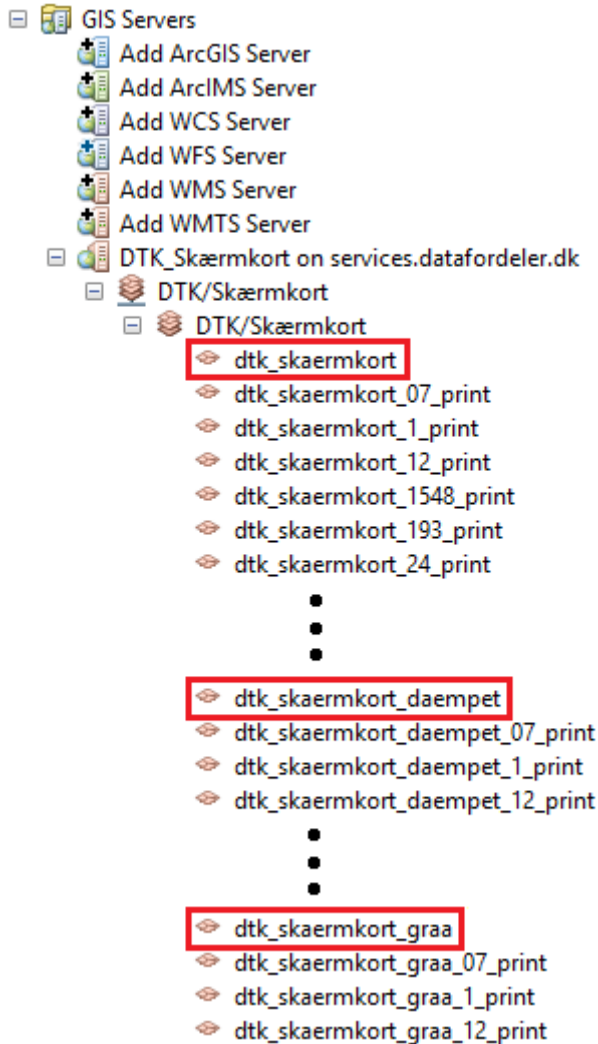 GIS Servers
Add ArcGIS Server
Add ArcIMS Server
Add WCS Server
Add WFS Server
Add WMS Server
Add WMTS Server
DTK_Skærmkort on services.datafordeler.dk
DTK/Skærmkort
DTK/Skærmkort
dtk_skaermkort
dtk_skaermkort_07_print
dtk_skaermkort_1_print
dtk_skaermkort_12_print
dtk_skaermkort_1548_print
dtk_skaermkort_193_print
dtk_skaermkort_24_print
dtk_skaermkort_daempet
dtk_skaermkort_daempet_07_print
dtk_skaermkort_daempet_1_print
dtk_skaermkort_daempet_12_print
dtk_skaermkort_graa
dtk_skaermkort_graa_07_print
dtk_skaermkort_graa_1_print
dtk_skaermkort_graa_12_print